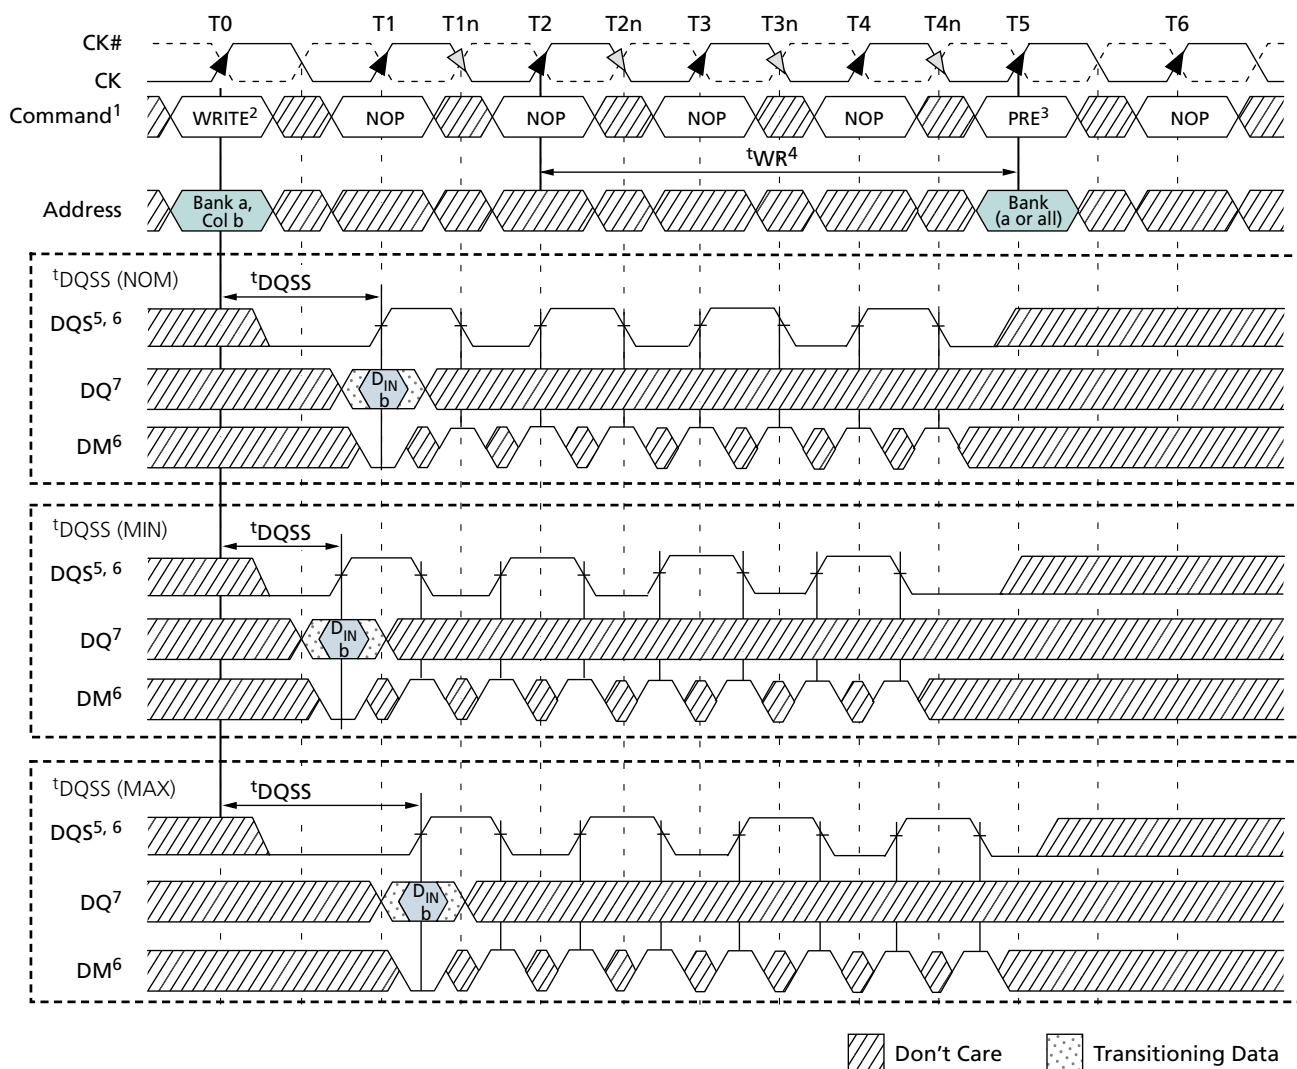 T0 T1 T1n T2 T2n T3 T3n T4 T4n T5 T6
CK#
CK
Command1 WRITE2 NOP NOP NOP NOP PRE3 NOP
tWR4
Address Bank a, Col b Bank (a or all)
tDQSS (NOM) tDQSS
DQS5, 6
DQ7 DIN b
DM6
tDQSS (MIN) tDQSS
DQS5, 6
DQ7 DIN b
DM6
tDQSS (MAX) tDQSS
DQS5, 6
DQ7 DIN b
DM6
Don't Care Transitioning Data